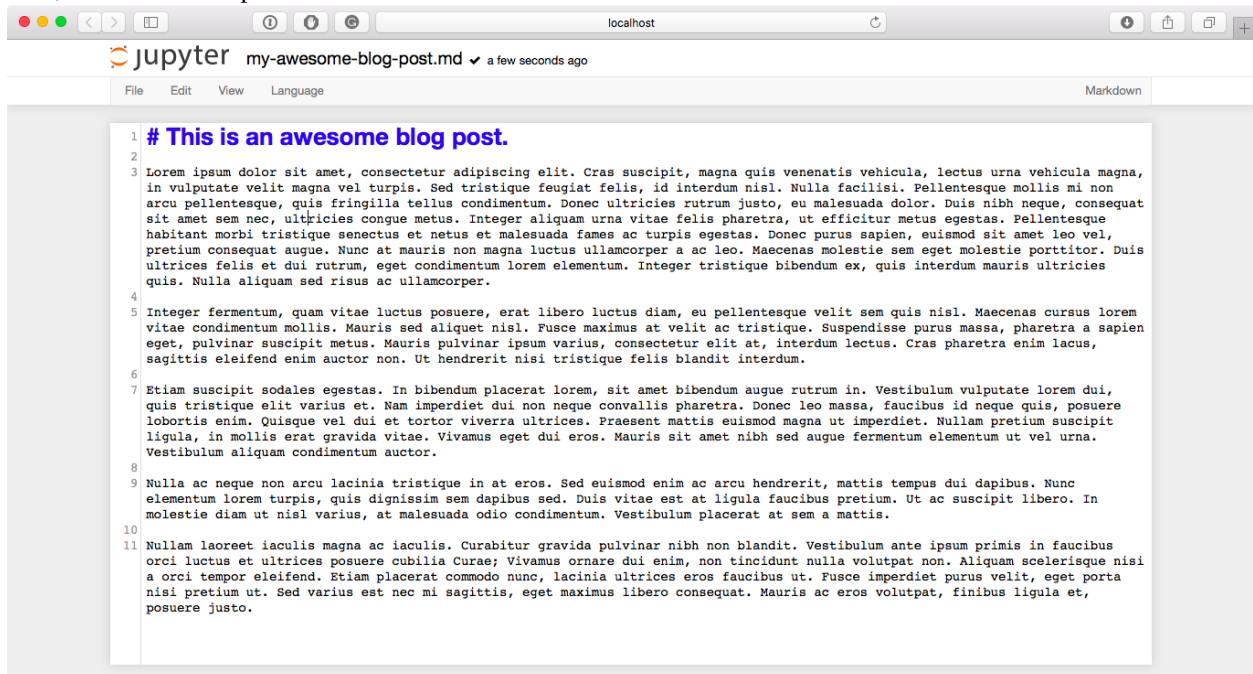 localhost
jupyter my-awesome-blog-post.md ✔ a few seconds ago
File Edit View Language Markdown
1 # This is an awesome blog post.
2
3 Lorem ipsum dolor sit amet, consectetur adipiscing elit. Cras suscipit, magna quis venenatis vehicula, lectus urna vehicula magna,
in vulputate velit magna vel turpis. Sed tristique feugiat felis, id interdum nisl. Nulla facilisi. Pellentesque mollis mi non
arcu pellentesque, quis fringilla tellus condimentum. Donec ultricies rutrum justo, eu malesuada dolor. Duis nibh neque, consequat
sit amet sem nec, ultricies congue metus. Integer aliquam urna vitae felis pharetra, ut efficitur metus egestas. Pellentesque
habitant morbi tristique senectus et netus et malesuada fames ac turpis egestas. Donec purus sapien, euismod sit amet leo vel,
pretium consequat augue. Nunc at mauris non magna luctus ullamcorper a ac leo. Maecenas molestie sem eget molestie porttitor. Duis
ultrices felis et dui rutrum, eget condimentum lorem elementum. Integer tristique bibendum ex, quis interdum mauris ultricies
quis. Nulla aliquam sed risus ac ullamcorper.
4
5 Integer fermentum, quam vitae luctus posuere, erat libero luctus diam, eu pellentesque velit sem quis nisl. Maecenas cursus lorem
vitae condimentum mollis. Mauris sed aliquet nisl. Fusce maximus at velit ac tristique. Suspendisse purus massa, pharetra a sapien
eget, pulvinar suscipit metus. Mauris pulvinar ipsum varius, consectetur elit at, interdum lectus. Cras pharetra enim lacus,
sagittis eleifend enim auctor non. Ut hendrerit nisi tristique felis blandit interdum.
6
7 Etiam suscipit sodales egestas. In bibendum placerat lorem, sit amet bibendum augue rutrum in. Vestibulum vulputate lorem dui,
quis tristique elit varius et. Nam imperdiet dui non neque convallis pharetra. Donec leo massa, faucibus id neque quis, posuere
lobortis enim. Quisque vel dui et tortor viverra ultrices. Praesent mattis euismod magna ut imperdiet. Nullam pretium suscipit
ligula, in mollis erat gravida vitae. Vivamus eget dui eros. Mauris sit amet nibh sed augue fermentum elementum ut vel urna.
Vestibulum aliquam condimentum auctor.
8
9 Nulla ac neque non arcu lacinia tristique in at eros. Sed euismod enim ac arcu hendrerit, mattis tempus dui dapibus. Nunc
elementum lorem turpis, quis dignissim sem dapibus sed. Duis vitae est at ligula faucibus pretium. Ut ac suscipit libero. In
molestie diam ut nisl varius, at malesuada odio condimentum. Vestibulum placerat at sem a mattis.
10
11 Nullam laoreet iaculis magna ac iaculis. Curabitur gravida pulvinar nibh non blandit. Vestibulum ante ipsum primis in faucibus
orci luctus et ultrices posuere cubilia Curae; Vivamus ornare dui enim, non tincidunt nulla volutpat non. Aliquam scelerisque nisi
a orci tempor eleifend. Etiam placerat commodo nunc, lacinia ultrices eros faucibus ut. Fusce imperdiet purus velit, eget porta
nisi pretium ut. Sed varius est nec mi sagittis, eget maximus libero consequat. Mauris ac eros volutpat, finibus ligula et,
posuere justo.